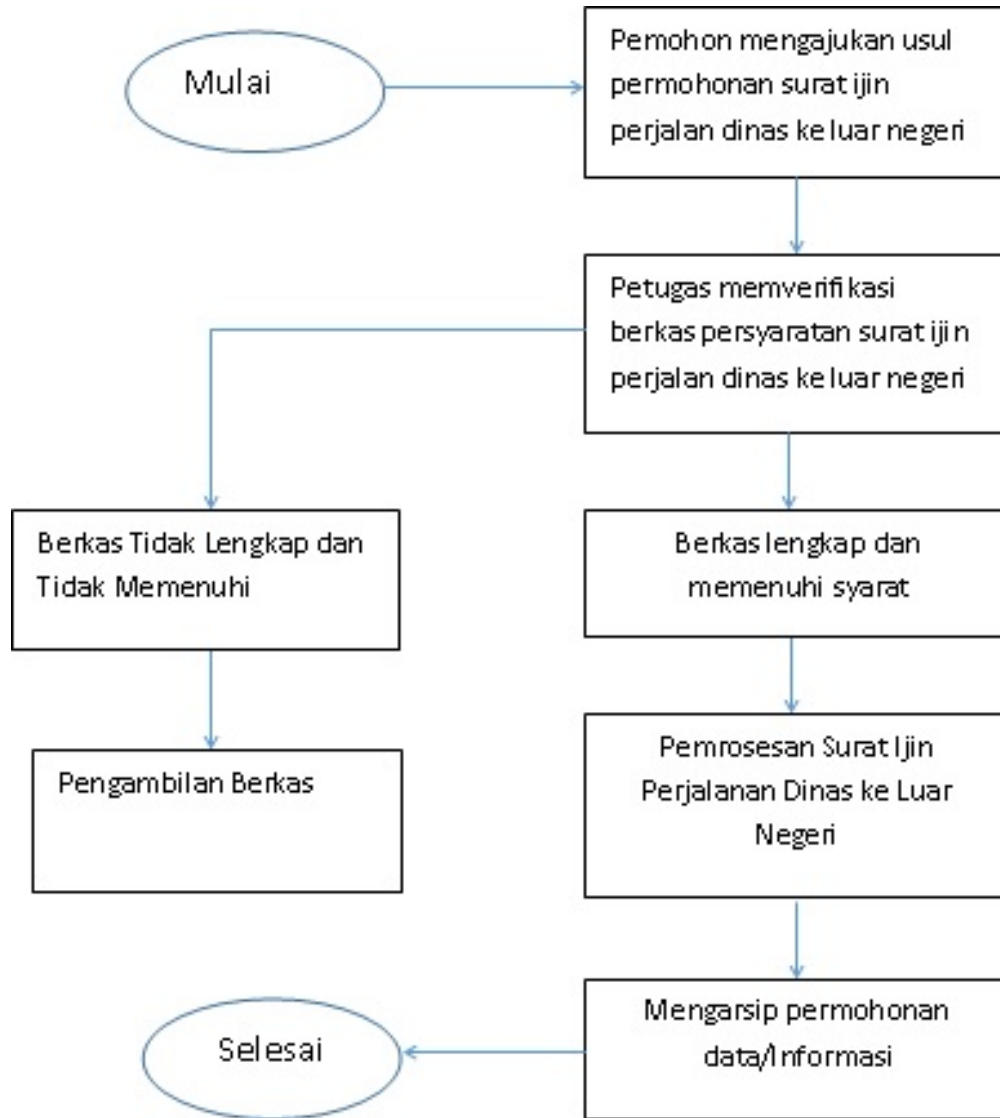 Mulai
Pemohon mengajukan usul
permohonan surat ijin
perjalan dinas ke luar negeri
Petugas memverifikasi
berkas persyaratan surat ijin
perjalan dinas ke luar negeri
Berkas Tidak Lengkap dan
Tidak Memenuhi
Berkas lengkap dan
memenuhi syarat
Pengambilan Berkas
Pemrosesan Surat Ijin
Perjalanan Dinas ke Luar
Negeri
Mengarsip permohonan
data/Informasi
Selesai